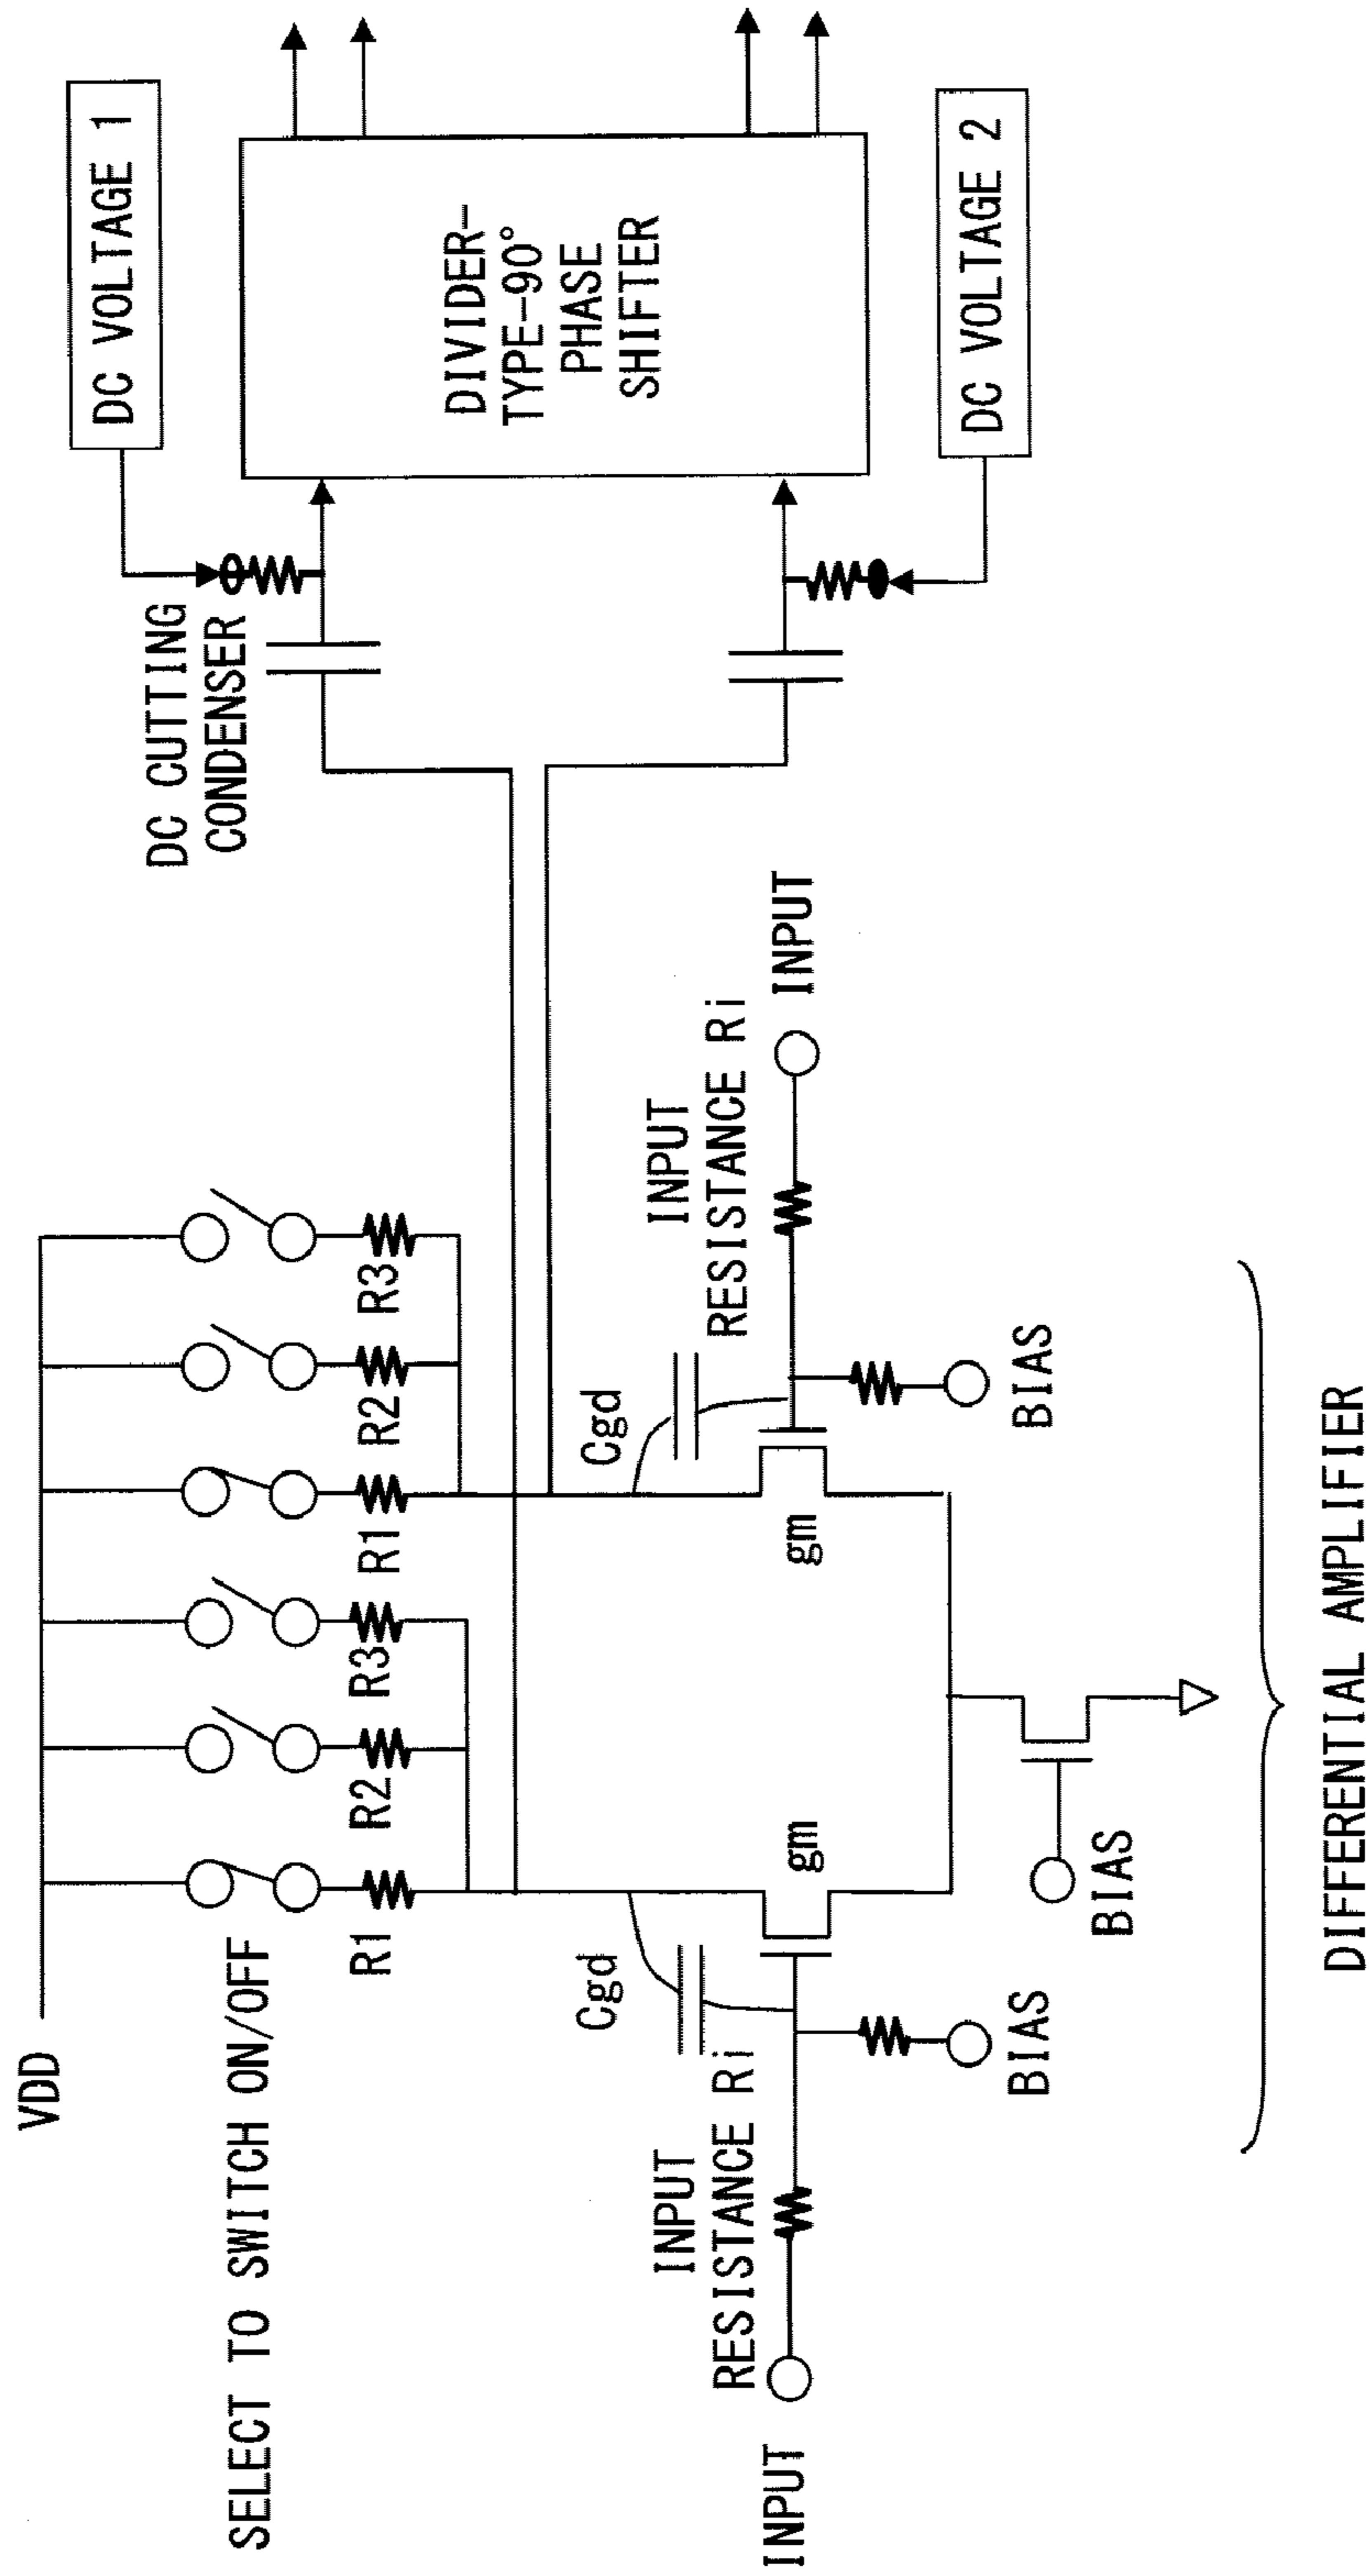 VDD
SELECT TO SWITCH ON/OFF
R1
R2
R3
R1
R2
R3
DC CUTTING
CONDENSER
DC VOLTAGE 1
DIVIDER-
TYPE-90°
PHASE
SHIFTER
DC VOLTAGE 2
Cgd
Cgd
INPUT
RESISTANCE Ri
INPUT
RESISTANCE Ri
INPUT
gm
gm
INPUT
BIAS
BIAS
BIAS
DIFFERENTIAL AMPLIFIER